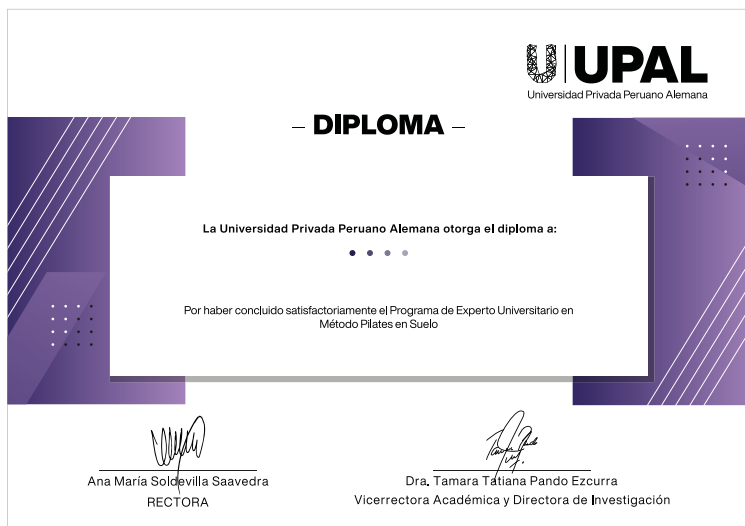 UPAL
Universidad Privada Peruano Alemana
– DIPLOMA –
La Universidad Privada Peruano Alemana otorga el diploma a:
Por haber concluido satisfactoriamente el Programa de Experto Universitario en
Método Pilates en Suelo
Ana María Soldevilla Saavedra
RECTORA
Dra. Tamara Tatiana Pando Ezcurra
Vicerrectora Académica y Directora de Investigación